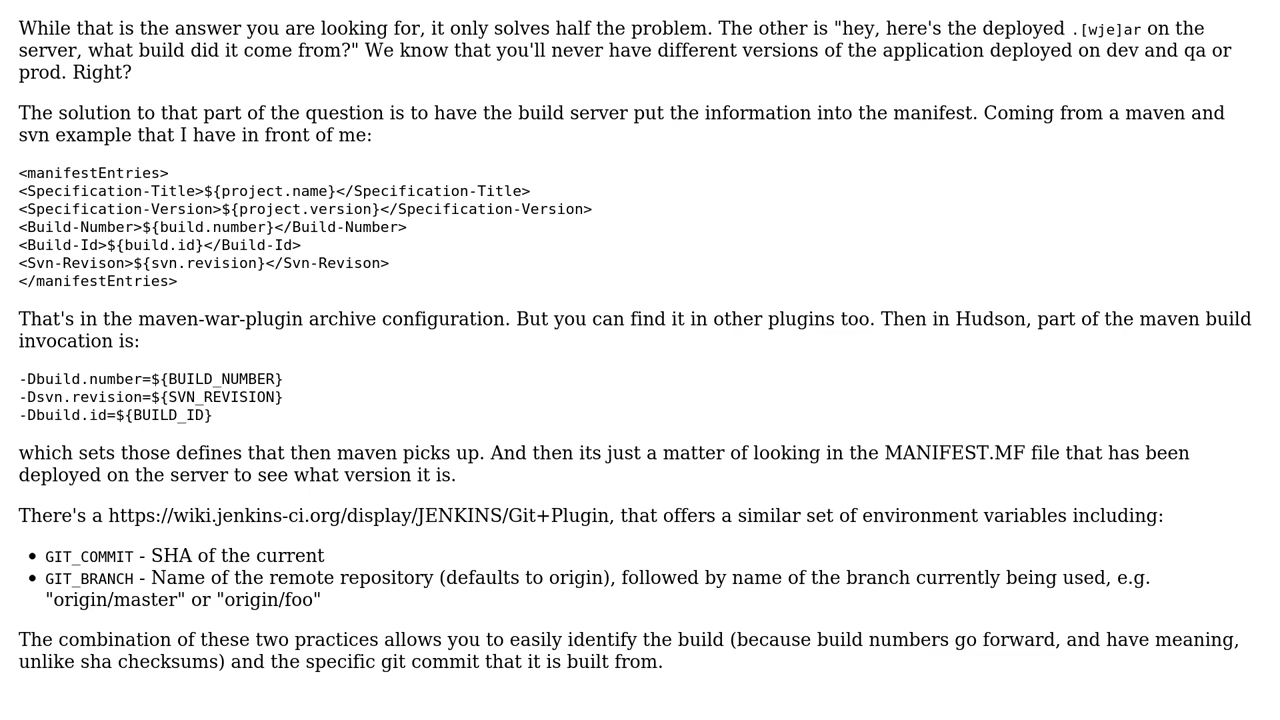 While that is the answer you are looking for, it only solves half the problem. The other is "hey, here's the deployed .[wje]ar on the
server, what build did it come from?" We know that you'll never have different versions of the application deployed on dev and qa or
prod. Right?
The solution to that part of the question is to have the build server put the information into the manifest. Coming from a maven and
svn example that I have in front of me:
<manifestEntries>
<Specification-Title>${project.name}</Specification-Title>
<Specification-Version>${project.version}</Specification-Version>
<Build-Number>${build.number}</Build-Number>
<Build-Id>${build.id}</Build-Id>
<Svn-Revison>${svn.revision}</Svn-Revison>
</manifestEntries>
That's in the maven-war-plugin archive configuration. But you can find it in other plugins too. Then in Hudson, part of the maven build
invocation is:
-Dbuild.number=${BUILD_NUMBER}
-Dsvn.revision=${SVN_REVISION}
-Dbuild.id=${BUILD_ID}
which sets those defines that then maven picks up. And then its just a matter of looking in the MANIFEST.MF file that has been
deployed on the server to see what version it is.
There's a https://wiki.jenkins-ci.org/display/JENKINS/Git+Plugin, that offers a similar set of environment variables including:
• GIT_COMMIT - SHA of the current
• GIT_BRANCH - Name of the remote repository (defaults to origin), followed by name of the branch currently being used, e.g.
"origin/master" or "origin/foo"
The combination of these two practices allows you to easily identify the build (because build numbers go forward, and have meaning,
unlike sha checksums) and the specific git commit that it is built from.